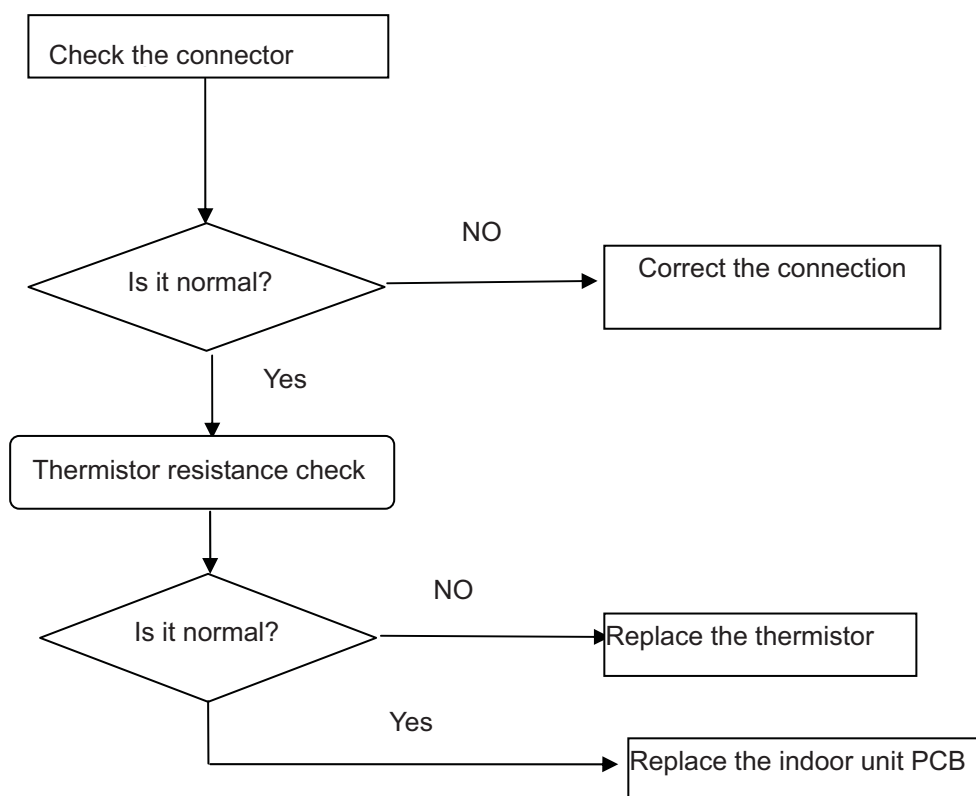 Check the connector
NO
Is it normal?
Correct the connection
Yes
Thermistor resistance check
NO
Is it normal?
Replace the thermistor
Yes
Replace the indoor unit PCB